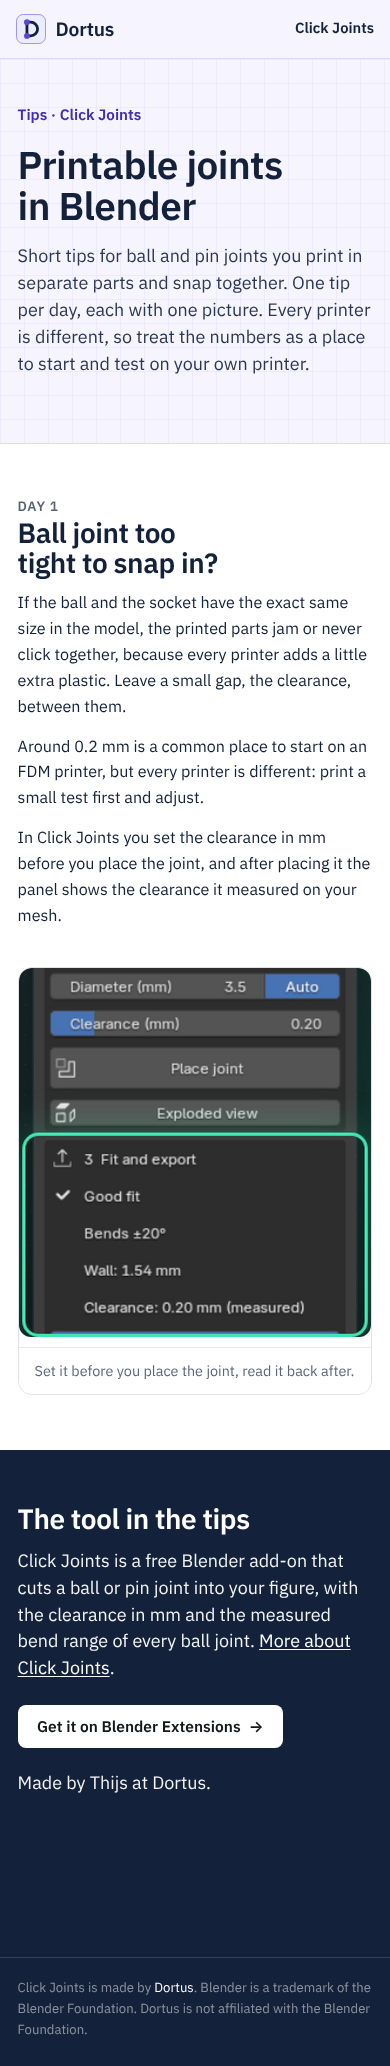 Dortus
Click Joints
Tips · Click Joints
Printable joints
in Blender
Short tips for ball and pin joints you print in
separate parts and snap together. One tip
per day, each with one picture. Every printer
is different, so treat the numbers as a place
to start and test on your own printer.
DAY 1
Ball joint too
tight to snap in?
If the ball and the socket have the exact same
size in the model, the printed parts jam or never
click together, because every printer adds a little
extra plastic. Leave a small gap, the clearance,
between them.
Around 0.2 mm is a common place to start on an
FDM printer, but every printer is different: print a
small test first and adjust.
In Click Joints you set the clearance in mm
before you place the joint, and after placing it the
panel shows the clearance it measured on your
mesh.
Diameter (mm) 3.5 Auto
Clearance (mm) 0.20
Place joint
Exploded view
3 Fit and export
Good fit
Bends ±20°
Wall: 1.54 mm
Clearance: 0.20 mm (measured)
Set it before you place the joint, read it back after.
The tool in the tips
Click Joints is a free Blender add-on that
cuts a ball or pin joint into your figure, with
the clearance in mm and the measured
bend range of every ball joint. More about
Click Joints.
Get it on Blender Extensions →
Made by Thijs at Dortus.
Click Joints is made by Dortus. Blender is a trademark of the
Blender Foundation. Dortus is not affiliated with the Blender
Foundation.